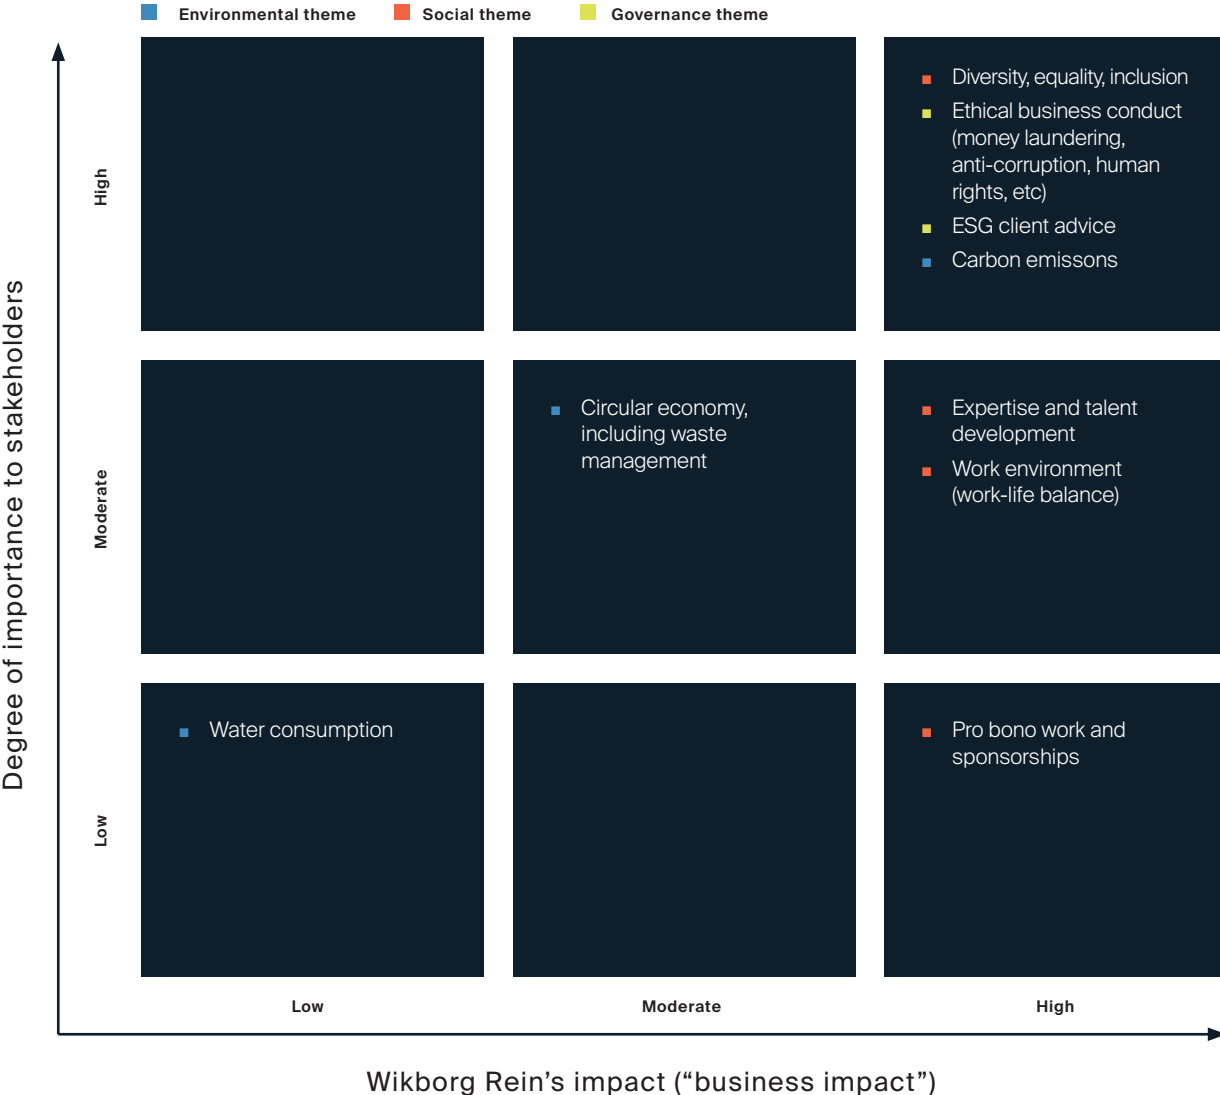 Environmental theme
Social theme
Governance theme
Degree of importance to stakeholders
High
Diversity, equality, inclusion
Ethical business conduct
(money laundering,
anti-corruption, human
rights, etc)
ESG client advice
Carbon emissons
Moderate
Circular economy,
including waste
management
Expertise and talent
development
Work environment
(work-life balance)
Low
Water consumption
Pro bono work and
sponsorships
Low
Moderate
High
Wikborg Rein’s impact (“business impact”)